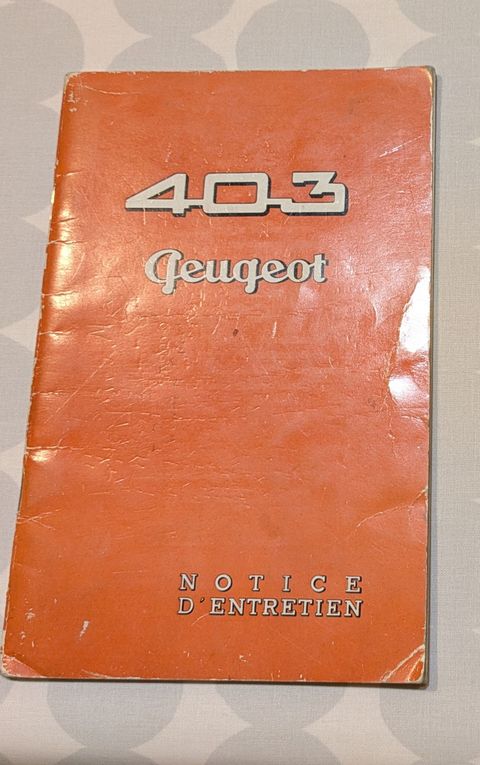 403
Peugeot
NOTICE
D'ENTRETIEN